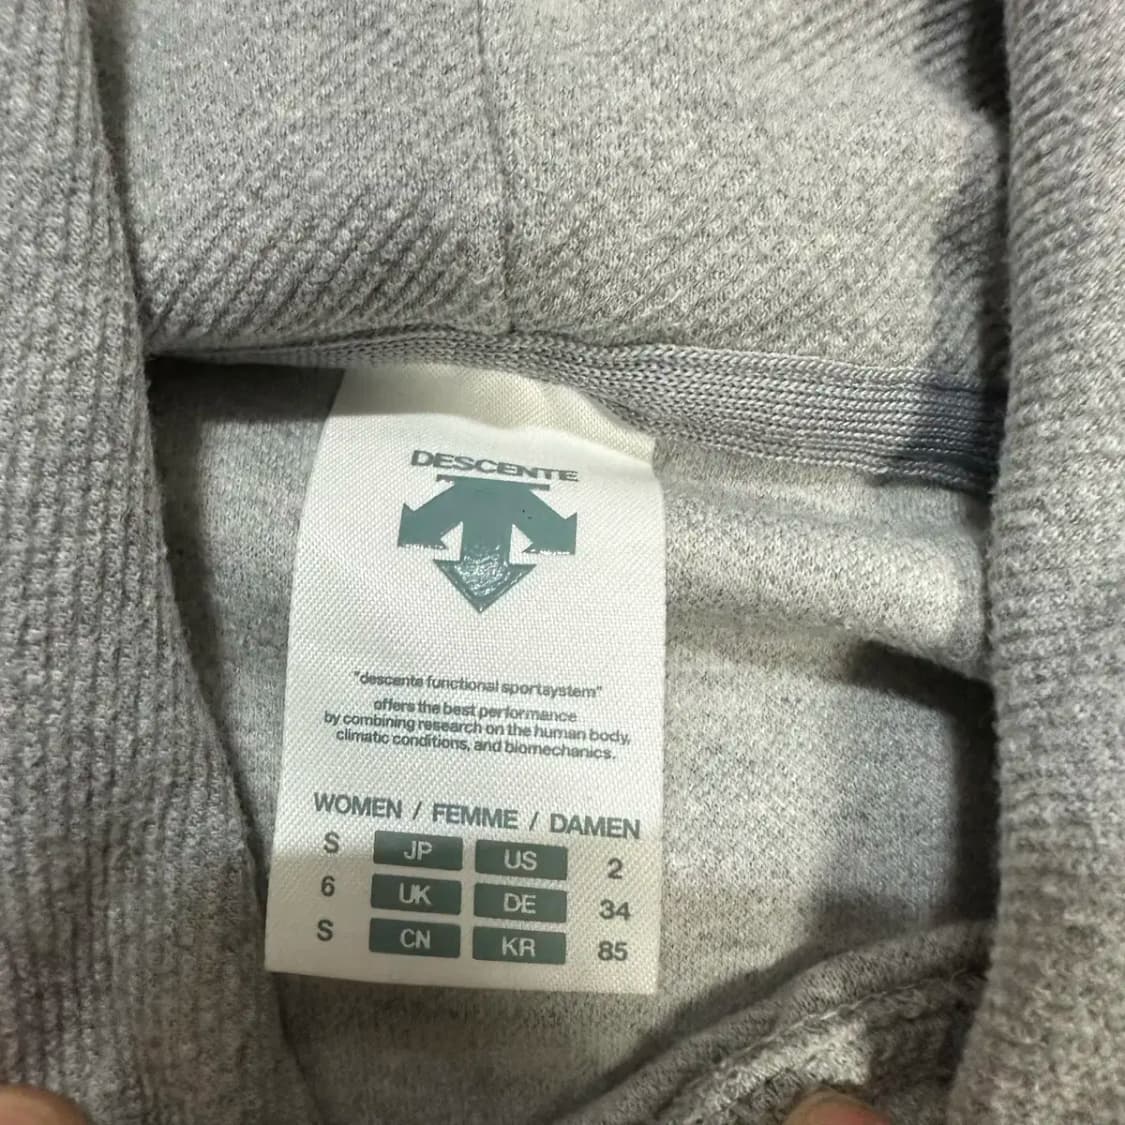 DESCENTE
"descente functional sportsystem"
offers the best performance
by combining research on the human body,
climatic conditions, and biomechanics.
WOMEN / FEMME / DAMEN
S JP US 2
6 UK DE 34
S CN KR 85